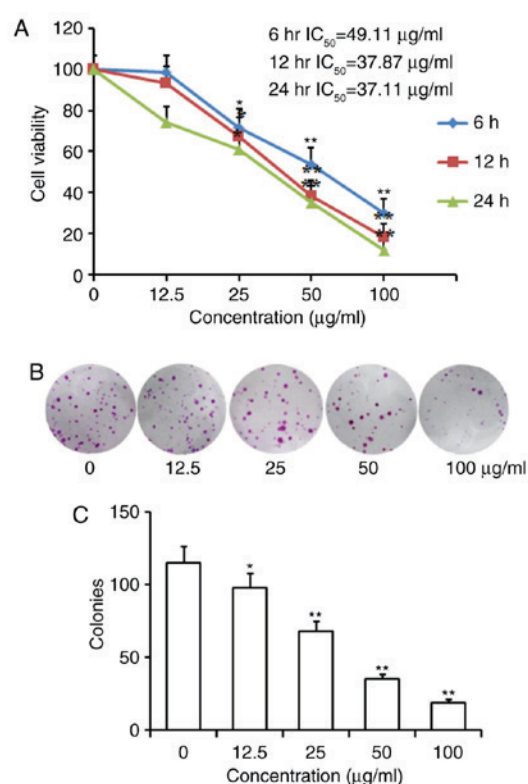 A
6 hr IC50=49.11 µg/ml
12 hr IC50=37.87 µg/ml
24 hr IC50=37.11 µg/ml
120
100
80
60
40
20
0
Cell viability
6 h
12 h
24 h
*
*
*
**
**
**
**
**
**
0 12.5 25 50 100
Concentration (µg/ml)
B
0 12.5 25 50 100 µg/ml
C
150
100
50
0
Colonies
*
**
**
**
0 12.5 25 50 100
Concentration (µg/ml)